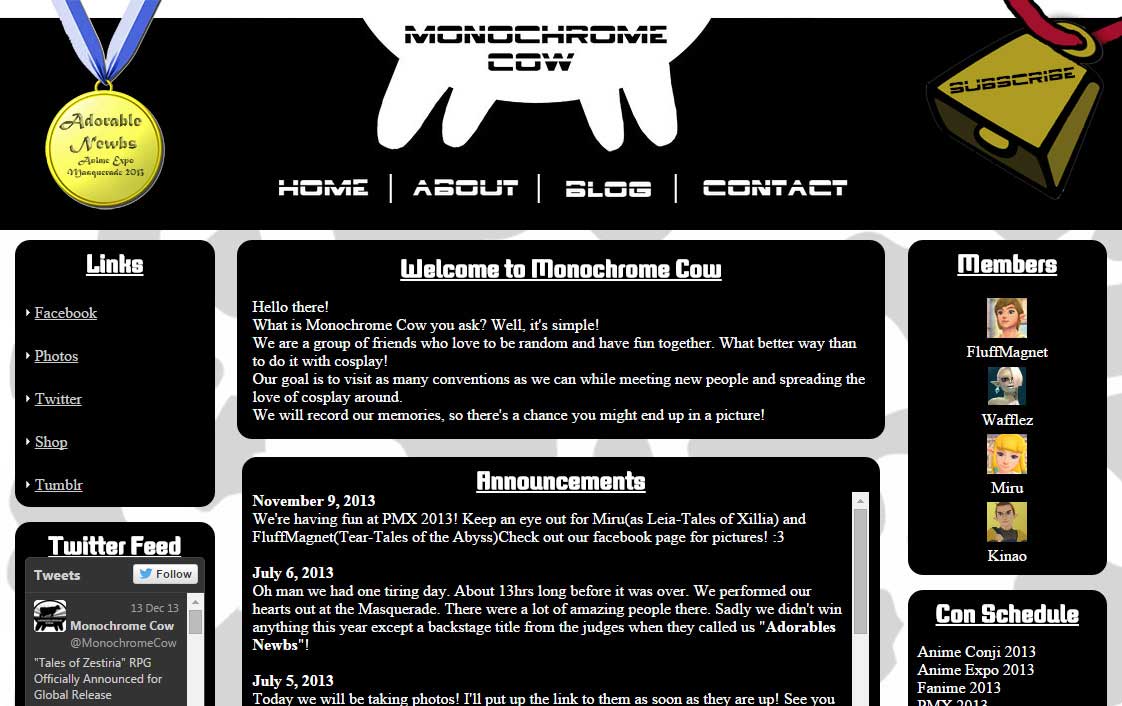 MONOCHROME
COW
Adorable
Newbs
Anime Expo
Masquerade 2013
SUBSCRIBE
HOME | ABOUT | BLOG | CONTACT
Links
Facebook
Photos
Twitter
Shop
Tumblr
Twitter Feed
Tweets
Follow
13 Dec 13
Monochrome Cow
@MonochromeCow
"Tales of Zestiria" RPG
Officially Announced for
Global Release
Welcome to Monochrome Cow
Hello there!
What is Monochrome Cow you ask? Well, it's simple!
We are a group of friends who love to be random and have fun together. What better way than
to do it with cosplay!
Our goal is to visit as many conventions as we can while meeting new people and spreading the
love of cosplay around.
We will record our memories, so there's a chance you might end up in a picture!
Announcements
November 9, 2013
We're having fun at PMX 2013! Keep an eye out for Miru(as Leia-Tales of Xillia) and
FluffMagnet(Tear-Tales of the Abyss)Check out our facebook page for pictures! :3
July 6, 2013
Oh man we had one tiring day. About 13hrs long before it was over. We performed our
hearts out at the Masquerade. There were a lot of amazing people there. Sadly we didn't win
anything this year except a backstage title from the judges when they called us "Adorables
Newbs"!
July 5, 2013
Today we will be taking photos! I'll put up the link to them as soon as they are up! See you
Members
FluffMagnet
Wafflez
Miru
Kinao
Con Schedule
Anime Conji 2013
Anime Expo 2013
Fanime 2013
PMX 2013